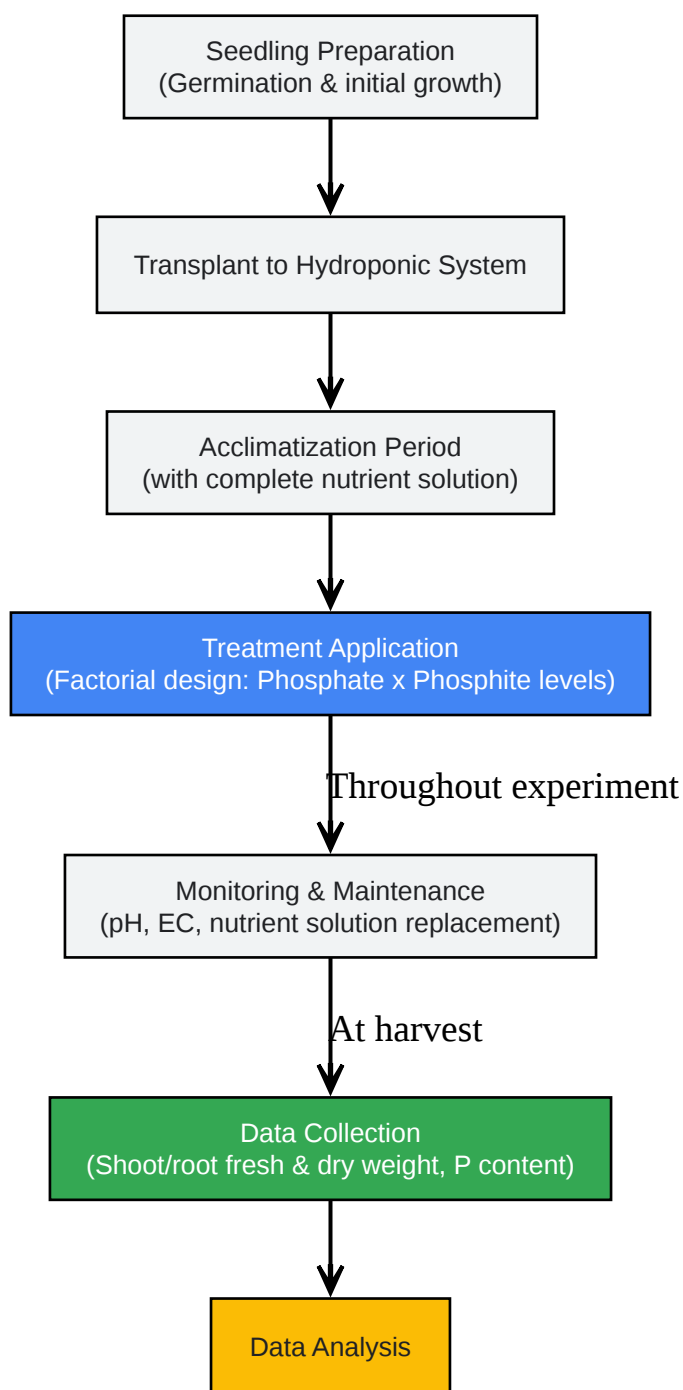 Seedling Preparation
(Germination & initial growth)
Transplant to Hydroponic System
Acclimatization Period
(with complete nutrient solution)
Treatment Application
(Factorial design: Phosphate x Phosphite levels)
Throughout experiment
Monitoring & Maintenance
(pH, EC, nutrient solution replacement)
At harvest
Data Collection
(Shoot/root fresh & dry weight, P content)
Data Analysis